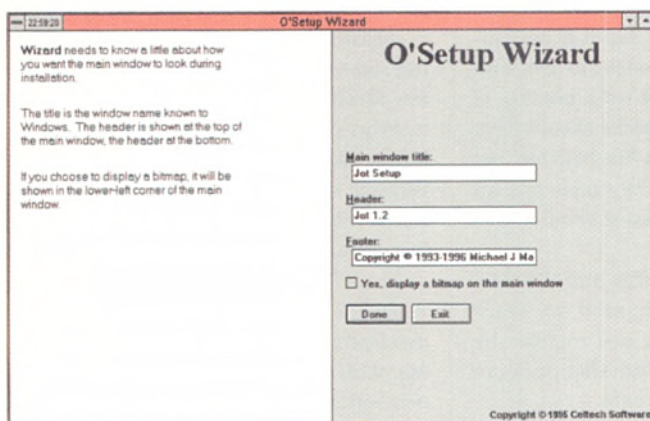 22:59:20
O'Setup Wizard
Wizard needs to know a little about how
you want the main window to look during
installation.
The title is the window name known to
Windows. The header is shown at the top of
the main window, the header at the bottom.
If you choose to display a bitmap, it will be
shown in the lower-left corner of the main
window.
O'Setup Wizard
Main window title:
Jot Setup
Header:
Jot 1.2
Footer:
Copyright © 1993-1996 Michael J Ma
Yes, display a bitmap on the main window
Done
Exit
Copyright © 1995 Celtech Software